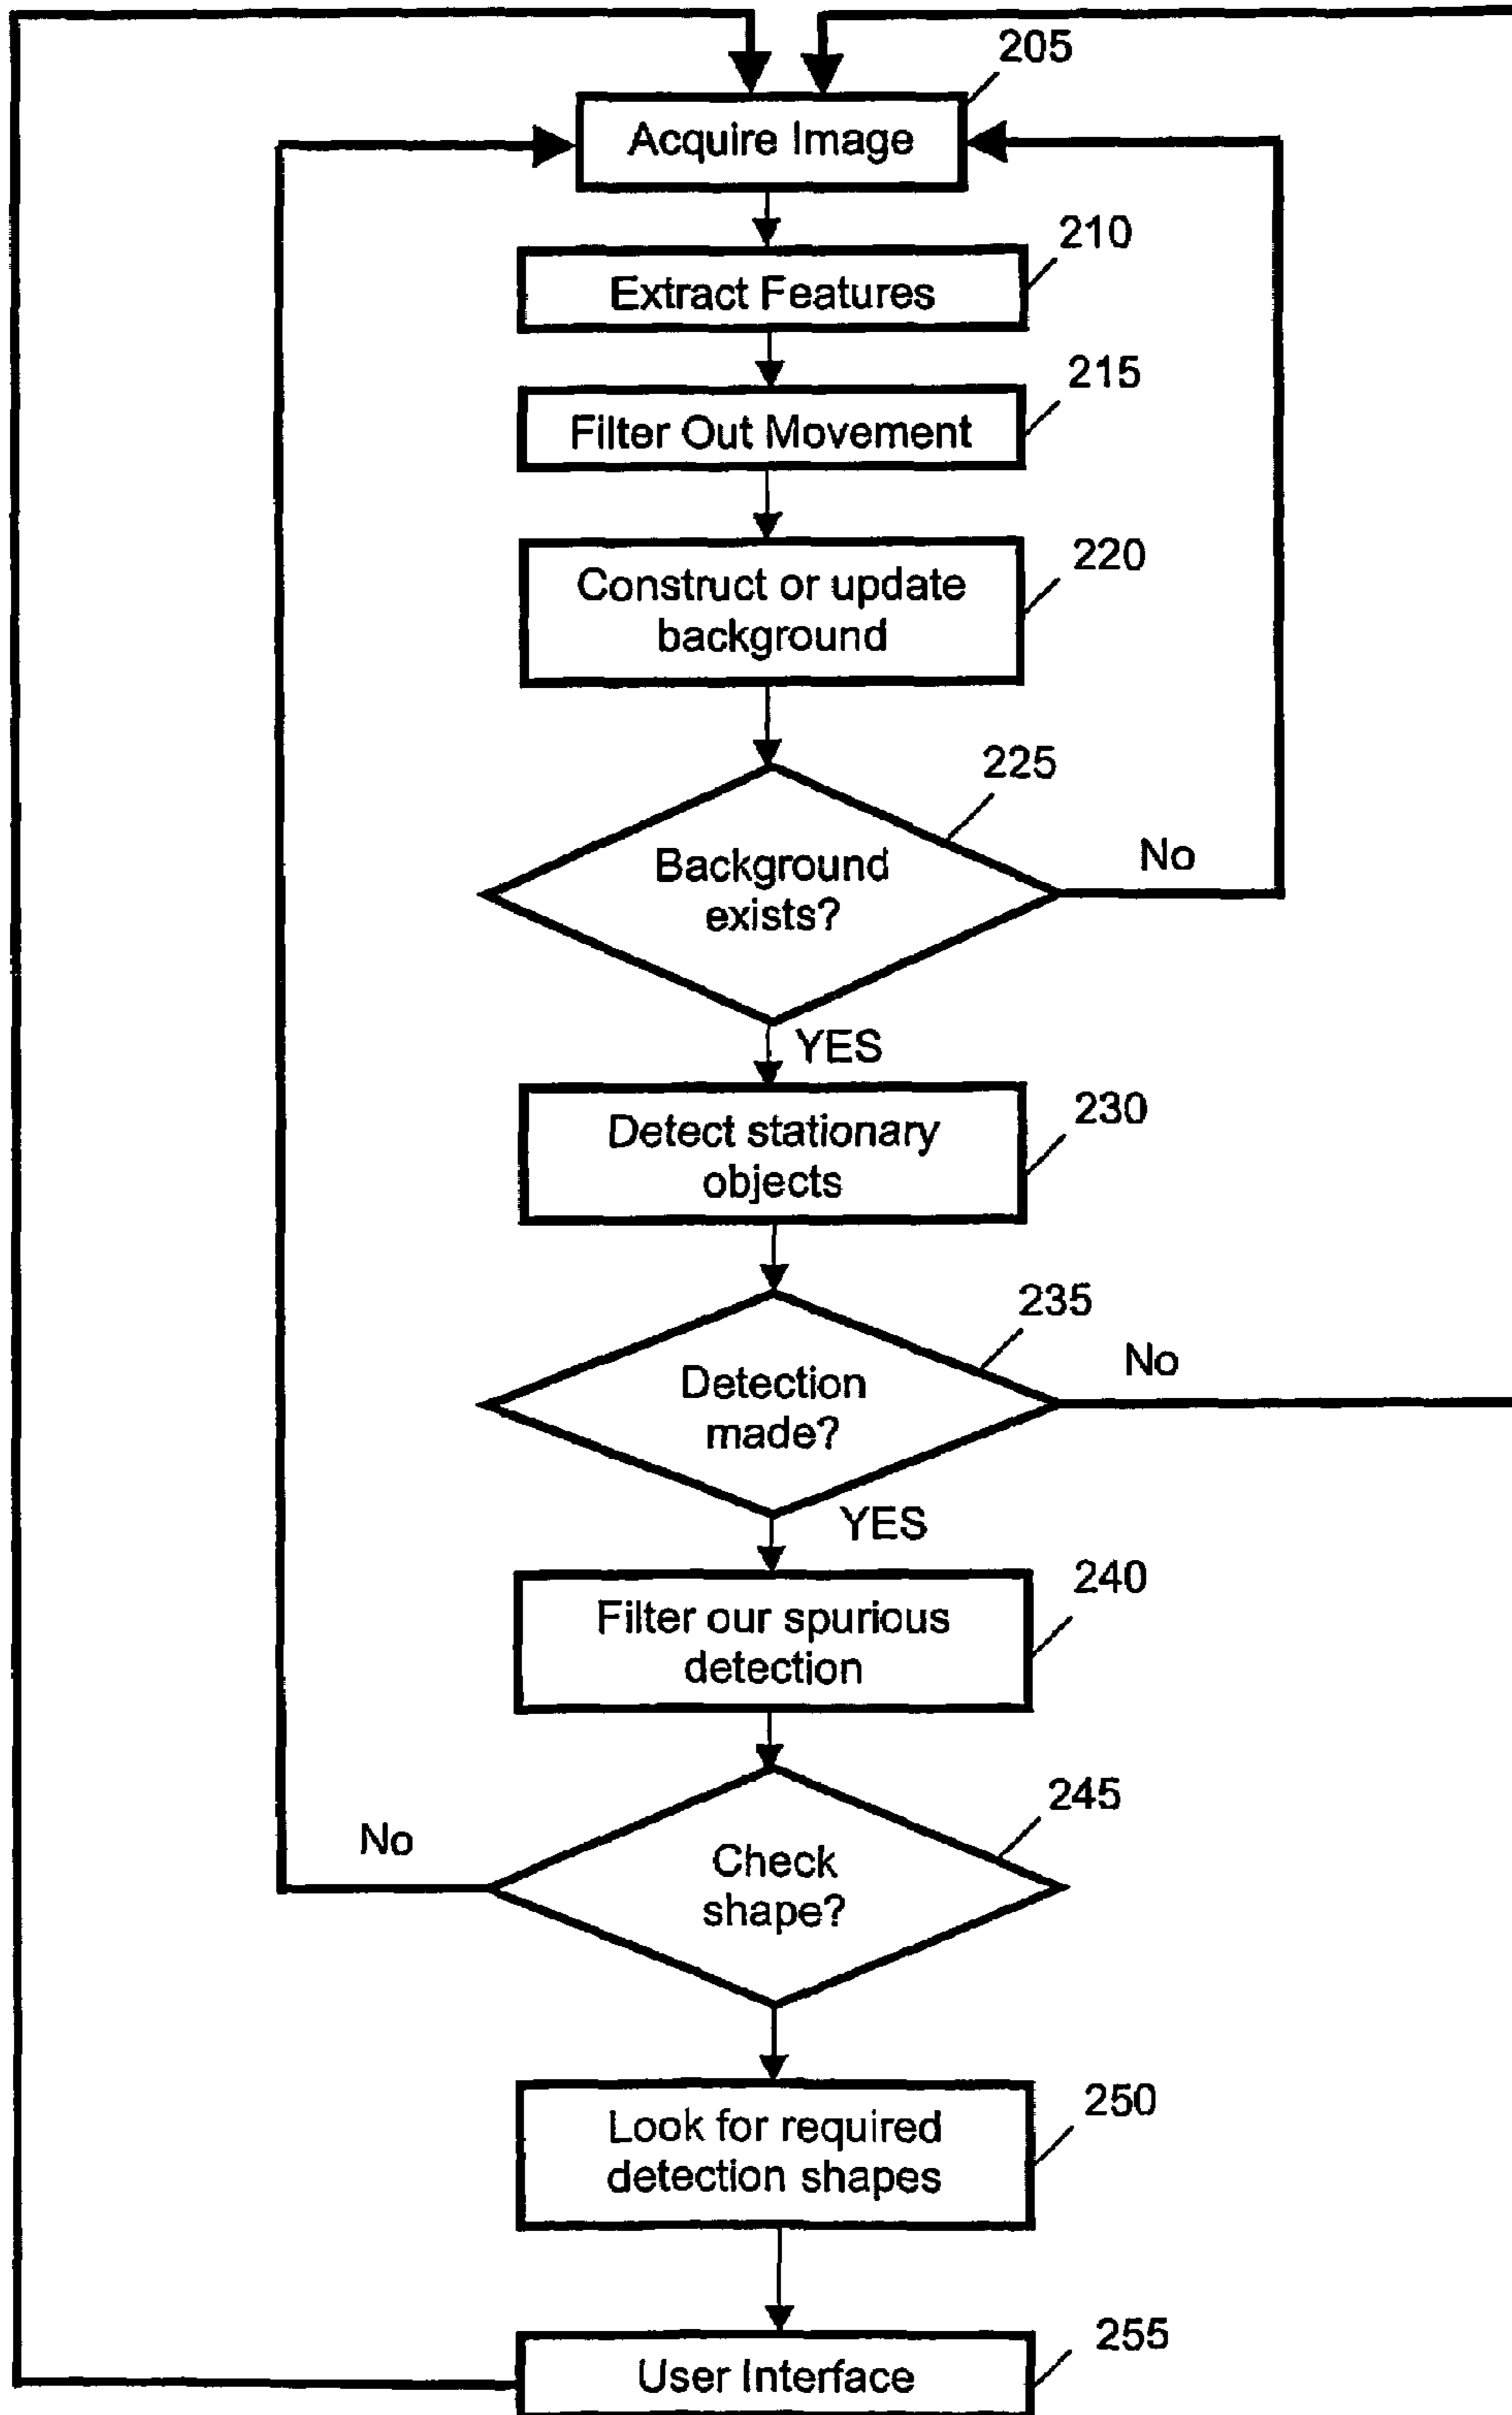 205
Acquire Image
210
Extract Features
215
Filter Out Movement
220
Construct or update
background
225
Background
exists?
No
YES
230
Detect stationary
objects
235
Detection
made?
No
YES
240
Filter our spurious
detection
245
No
Check
shape?
250
Look for required
detection shapes
255
User Interface